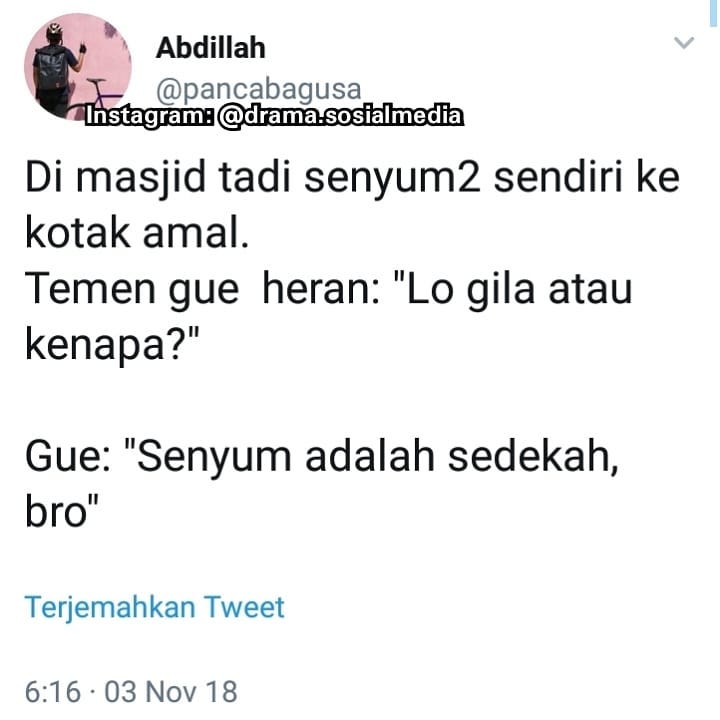 Abdillah
@pancabagusa
Instagram: @drama.sosialmedia
Di masjid tadi senyum2 sendiri ke
kotak amal.
Temen gue  heran: "Lo gila atau
kenapa?"
Gue: "Senyum adalah sedekah,
bro"
Terjemahkan Tweet
6:16 · 03 Nov 18